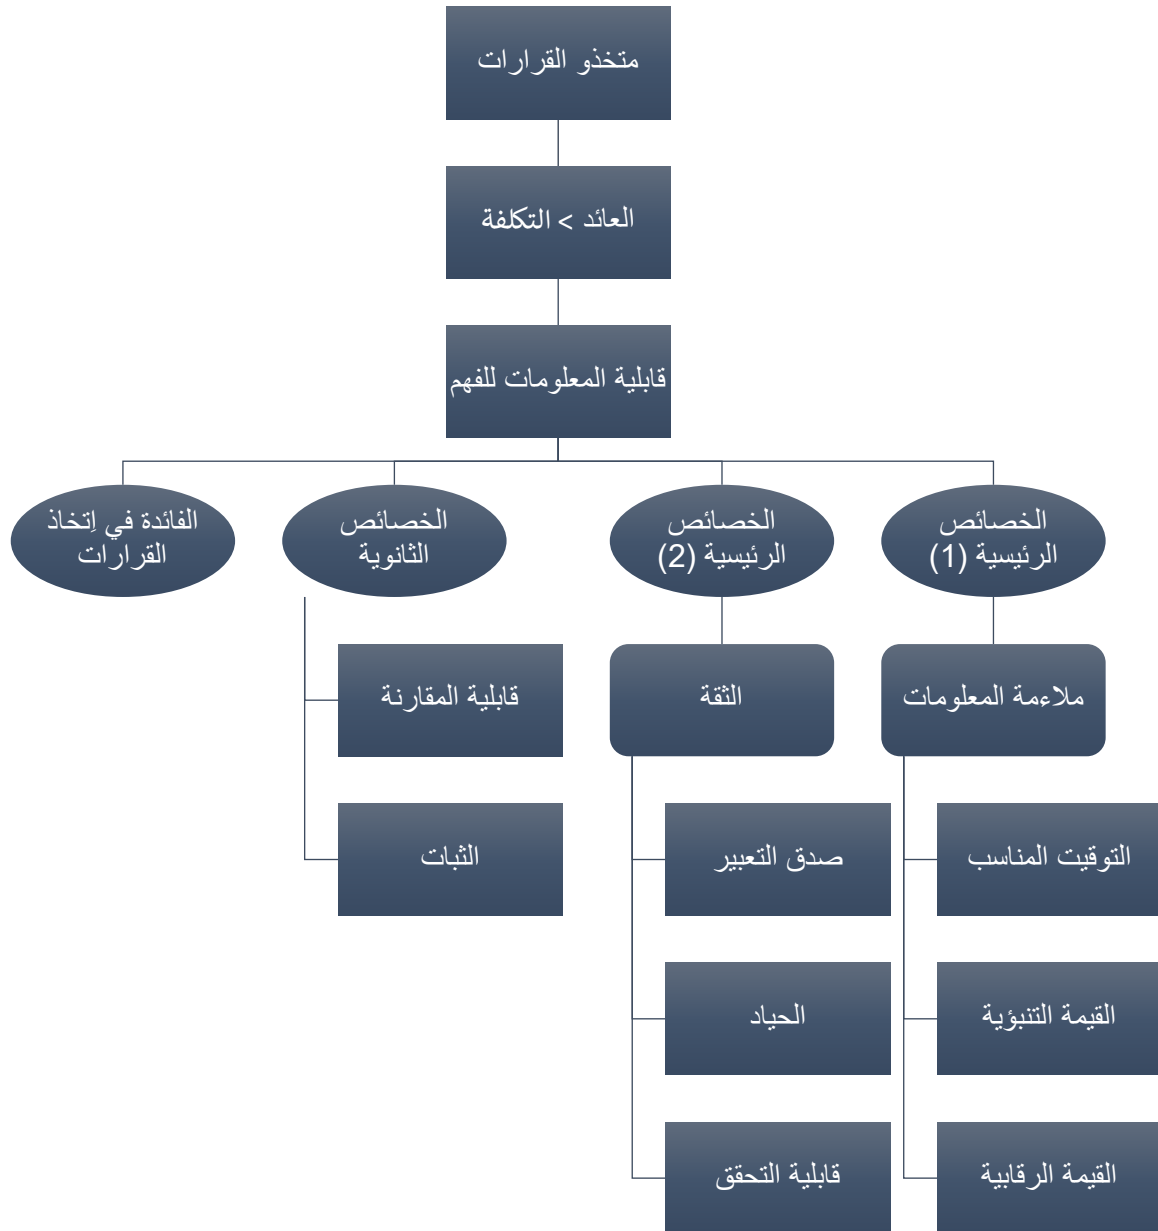 متخذو القرارات
العائد > التكلفة
قابلية المعلومات للفهم
الخصائص
الرئيسية (1)
الخصائص
الرئيسية (2)
الخصائص
الثانوية
الفائدة في اِتخاذ
القرارات
ملاءمة المعلومات
الثقة
قابلية المقارنة
التوقيت المناسب
صدق التعبير
الثبات
القيمة التنبؤية
الحياد
القيمة الرقابية
قابلية التحقق